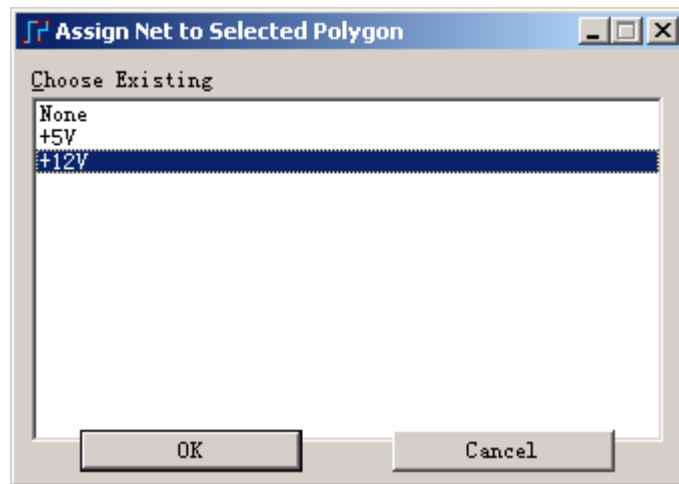 Assign Net to Selected Polygon
Choose Existing
None
+5V
+12V
OK
Cancel